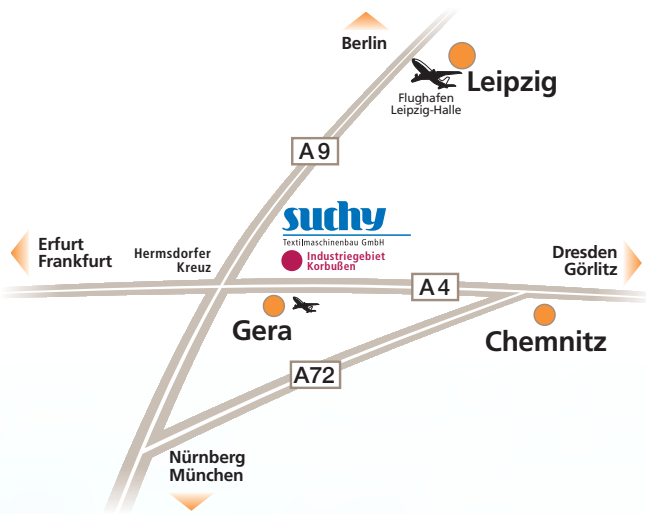 Berlin
Leipzig
Flughafen
Leipzig-Halle
A 9
suchy
Textilmaschinenbau GmbH
Industriegebiet
Korbußen
Erfurt
Frankfurt
Hermsdorfer
Kreuz
Dresden
Görlitz
A 4
Gera
Chemnitz
A72
Nürnberg
München